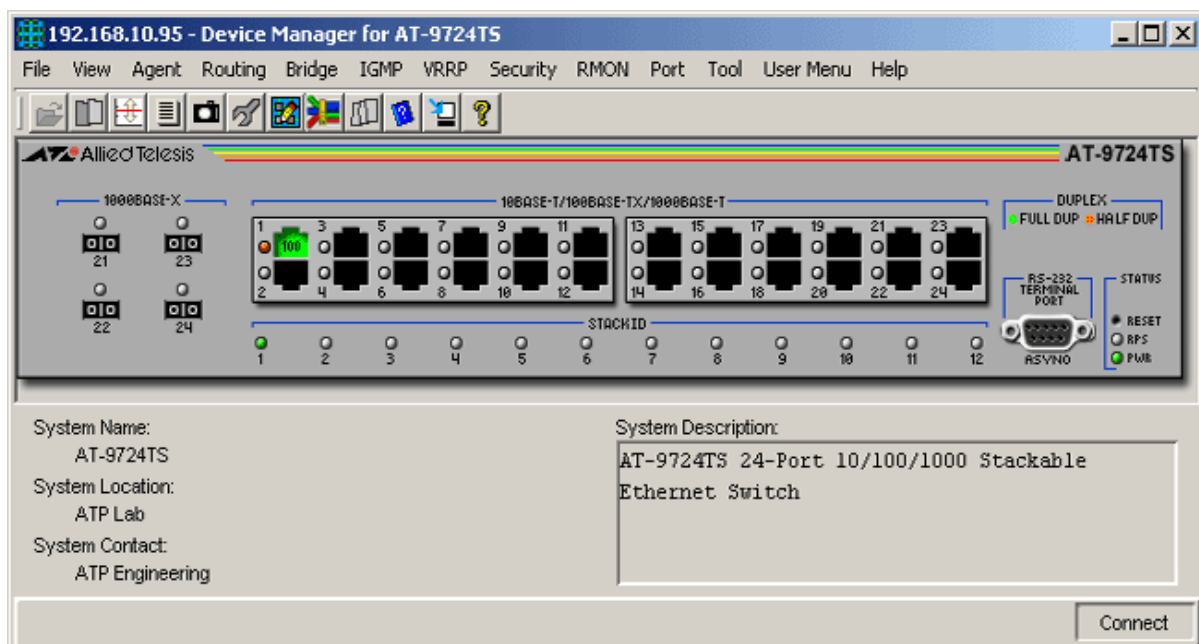 192.168.10.95 - Device Manager for AT-9724TS
File View Agent Routing Bridge IGMP VRRP Security RMON Port Tool User Menu Help
Allied Telesis
AT-9724TS
1000BASE-X
21 23
22 24
10BASE-T/100BASE-TX/1000BASE-T
1 3 5 7 9 11 13 15 17 19 21 23
100
2 4 6 8 10 12 14 16 18 20 22 24
STACKID
1 2 3 4 5 6 7 8 9 10 11 12
DUPLEX
FULL DUP HALF DUP
RS-232
TERMINAL
PORT
ASYN0
STATUS
RESET
RPS
PWR
System Name:
AT-9724TS
System Location:
ATP Lab
System Contact:
ATP Engineering
System Description:
AT-9724TS 24-Port 10/100/1000 Stackable
Ethernet Switch
Connect